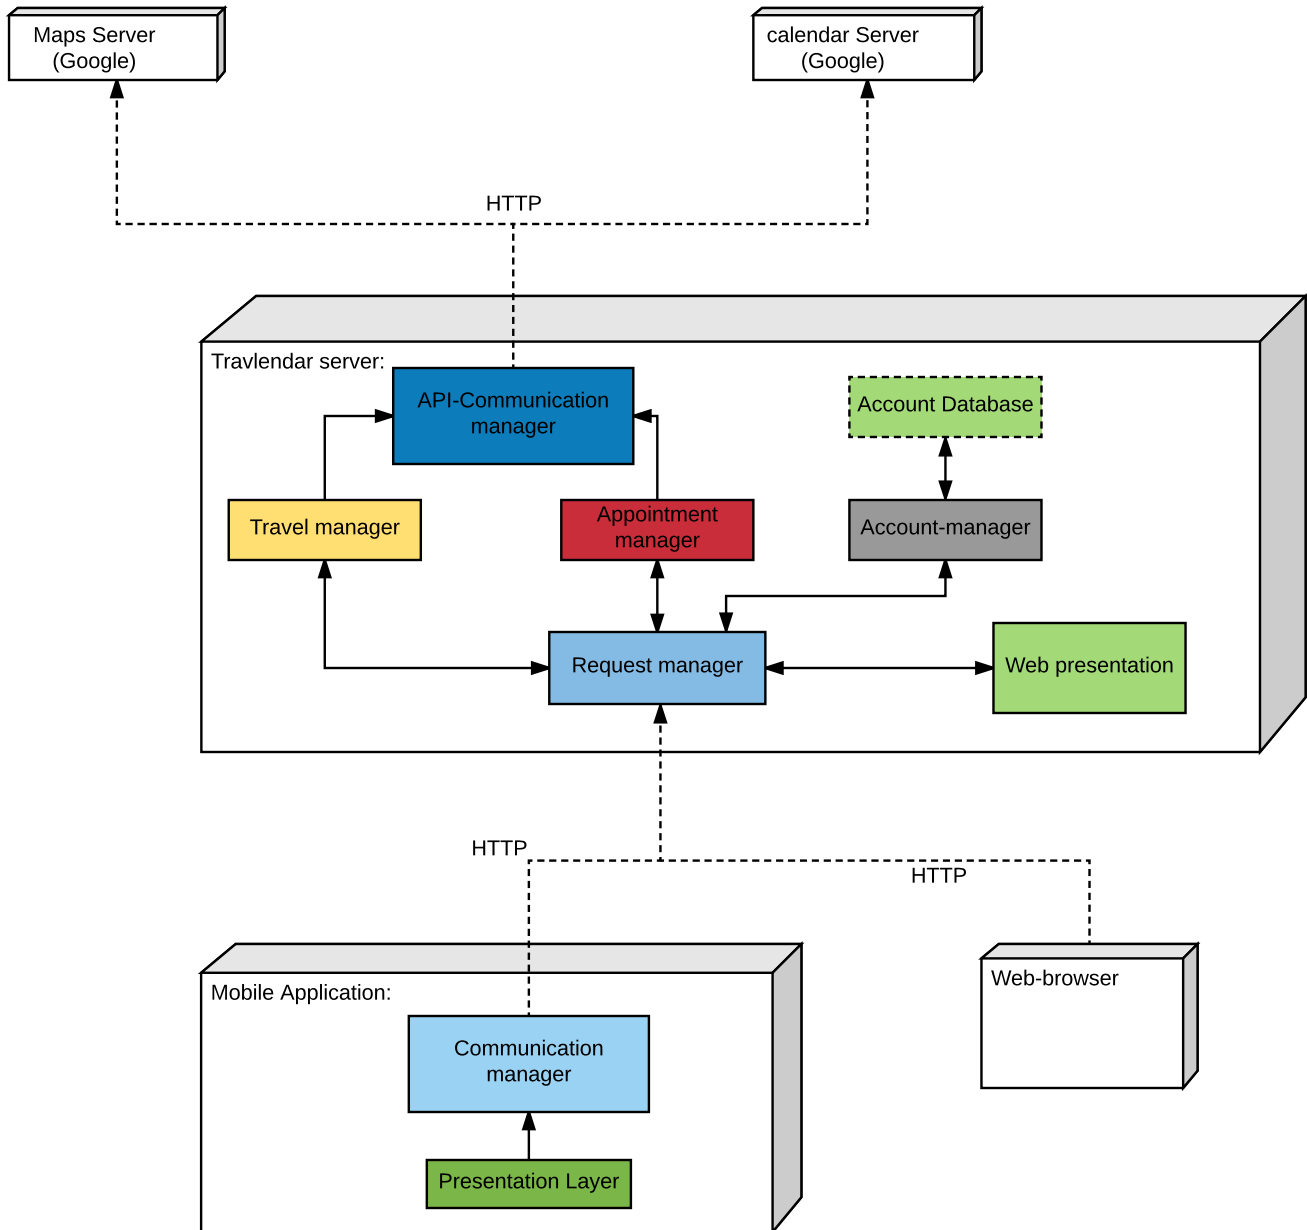 Maps Server
(Google)
calendar Server
(Google)
HTTP
Travlendar server:
API-Communication
manager
Account Database
Travel manager
Appointment
manager
Account-manager
Request manager
Web presentation
HTTP
HTTP
Mobile Application:
Web-browser
Communication
manager
Presentation Layer